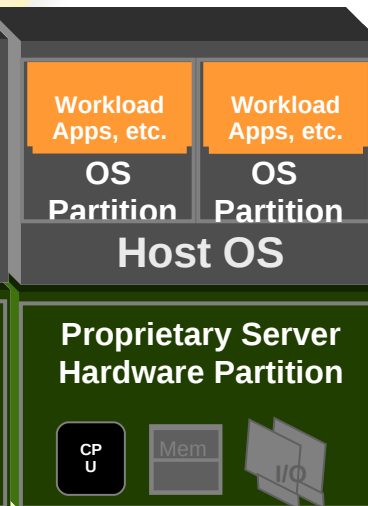 Workload
Apps, etc.
Workload
Apps, etc.
OS
Partition
OS
Partition
Host OS
Proprietary Server
Hardware Partition
CP
U
Mem
I/O